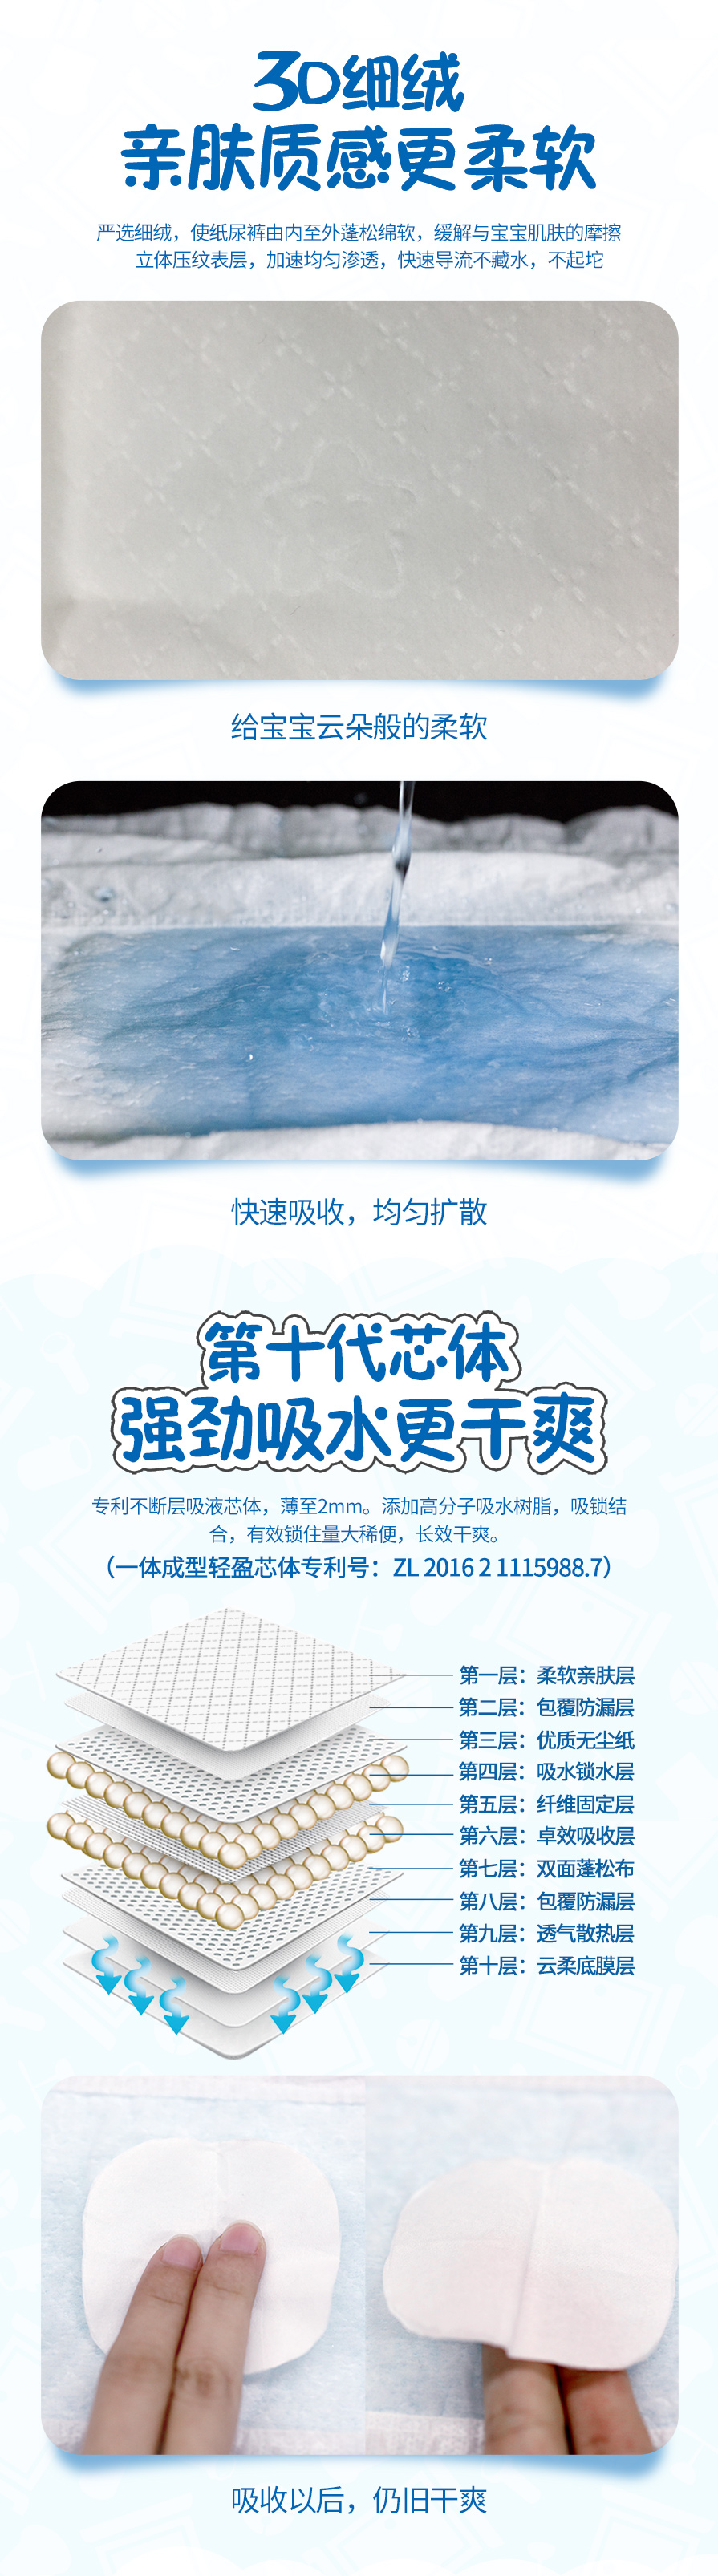 3D细绒
亲肤质感更柔软
严选细绒，使纸尿裤由内至外蓬松绵软，缓解与宝宝肌肤的摩擦
立体压纹表层，加速均匀渗透，快速导流不藏水，不起坨
给宝宝云朵般的柔软
快速吸收，均匀扩散
第十代芯体
强劲吸水更干爽
专利不断层吸液芯体，薄至2mm。添加高分子吸水树脂，吸锁结
合，有效锁住量大稀便，长效干爽。
（一体成型轻盈芯体专利号：ZL 2016 2 1115988.7）
第一层：柔软亲肤层
第二层：包覆防漏层
第三层：优质无尘纸
第四层：吸水锁水层
第五层：纤维固定层
第六层：卓效吸收层
第七层：双面蓬松布
第八层：包覆防漏层
第九层：透气散热层
第十层：云柔底膜层
吸收以后，仍旧干爽